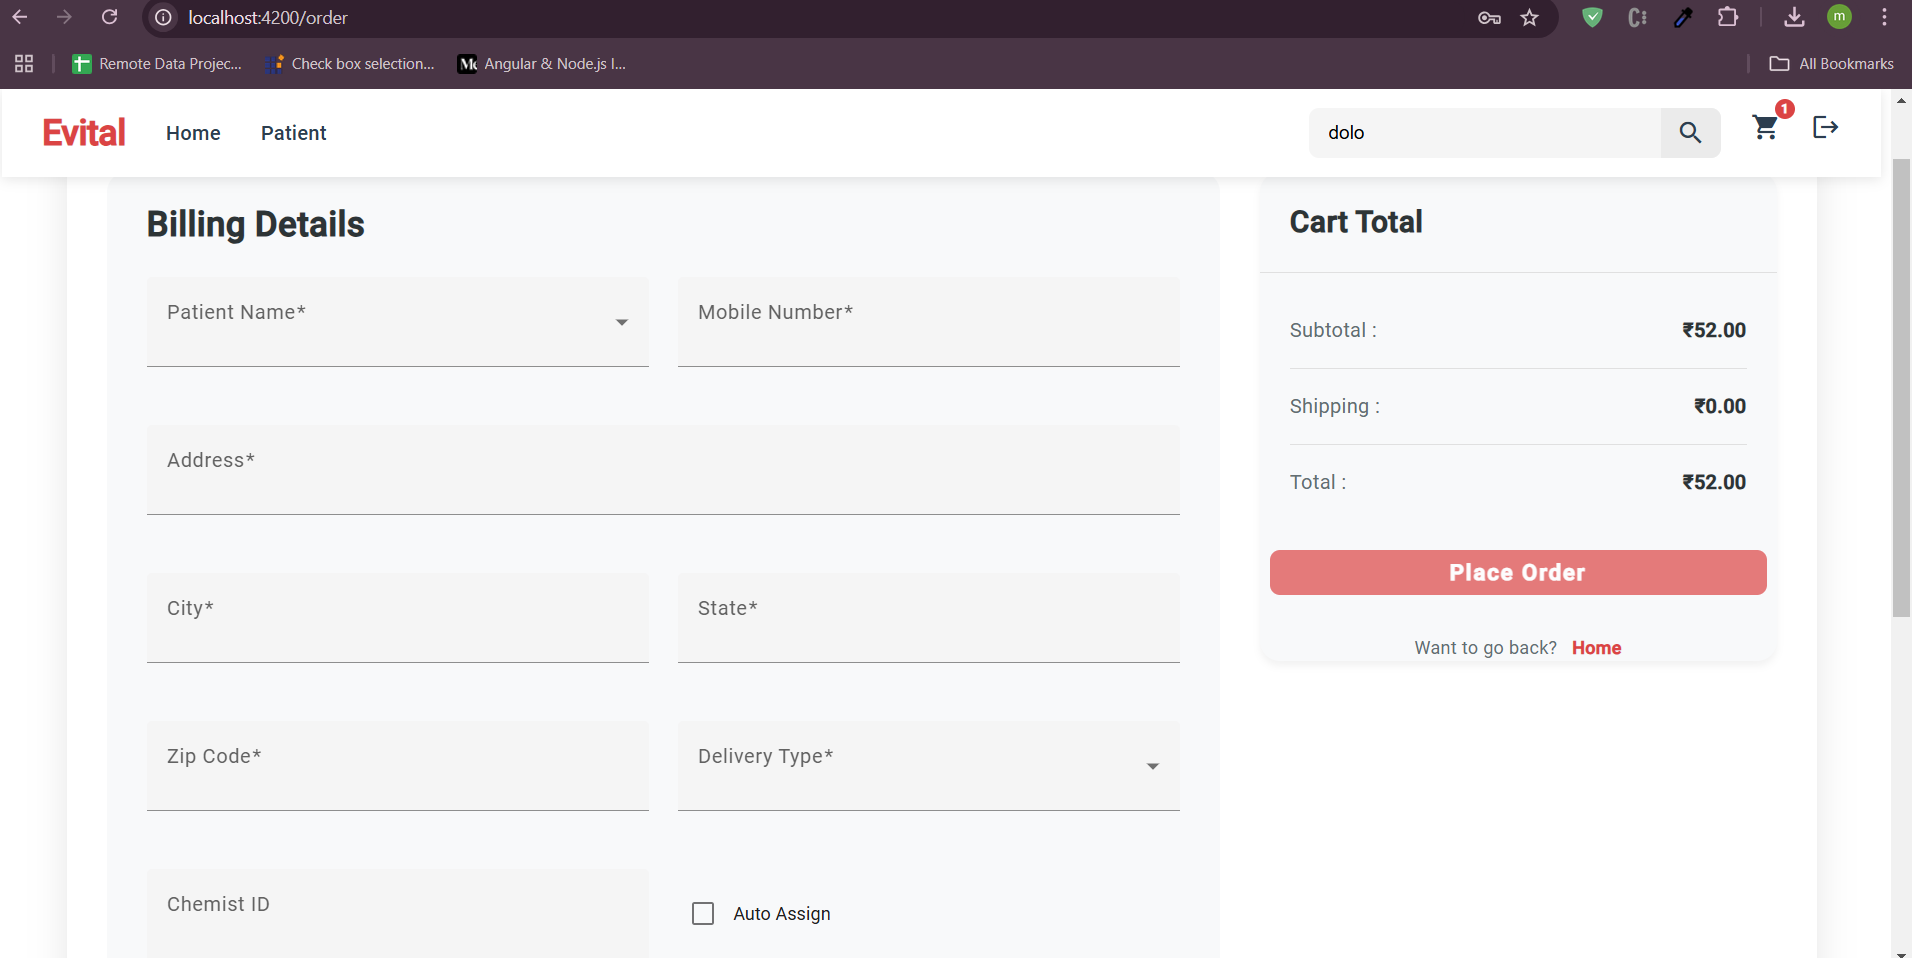 localhost:4200/order
m
Remote Data Projec...
Check box selection...
Angular & Node.js I...
All Bookmarks
Evital
Home
Patient
dolo
1
Billing Details
Patient Name*
Mobile Number*
Address*
City*
State*
Zip Code*
Delivery Type*
Chemist ID
Auto Assign
Cart Total
Subtotal :
₹52.00
Shipping :
₹0.00
Total :
₹52.00
Place Order
Want to go back? Home